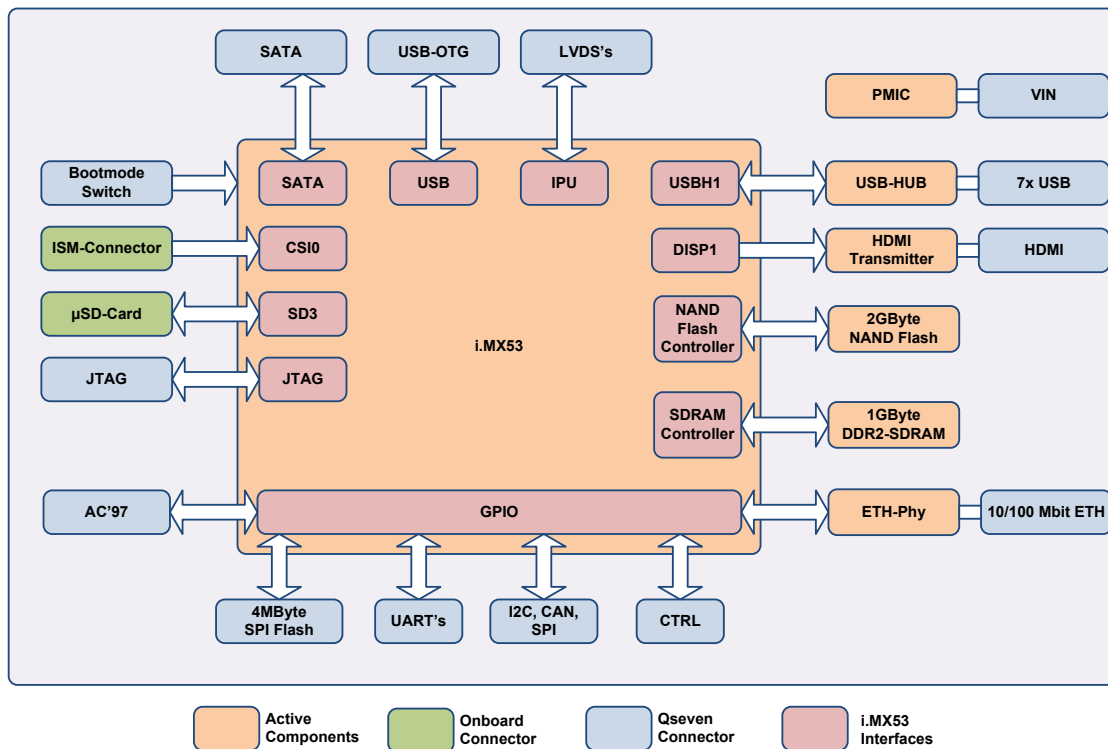 SATA
USB-OTG
LVDS's
PMIC
VIN
Bootmode
Switch
SATA
USB
IPU
USBH1
USB-HUB
7x USB
ISM-Connector
CSI0
DISP1
HDMI
Transmitter
HDMI
µSD-Card
SD3
i.MX53
NAND
Flash
Controller
2GByte
NAND Flash
JTAG
JTAG
SDRAM
Controller
1GByte
DDR2-SDRAM
AC'97
GPIO
ETH-Phy
10/100 Mbit ETH
4MByte
SPI Flash
UART's
I2C, CAN,
SPI
CTRL
Active
Components
Onboard
Connector
Qseven
Connector
i.MX53
Interfaces